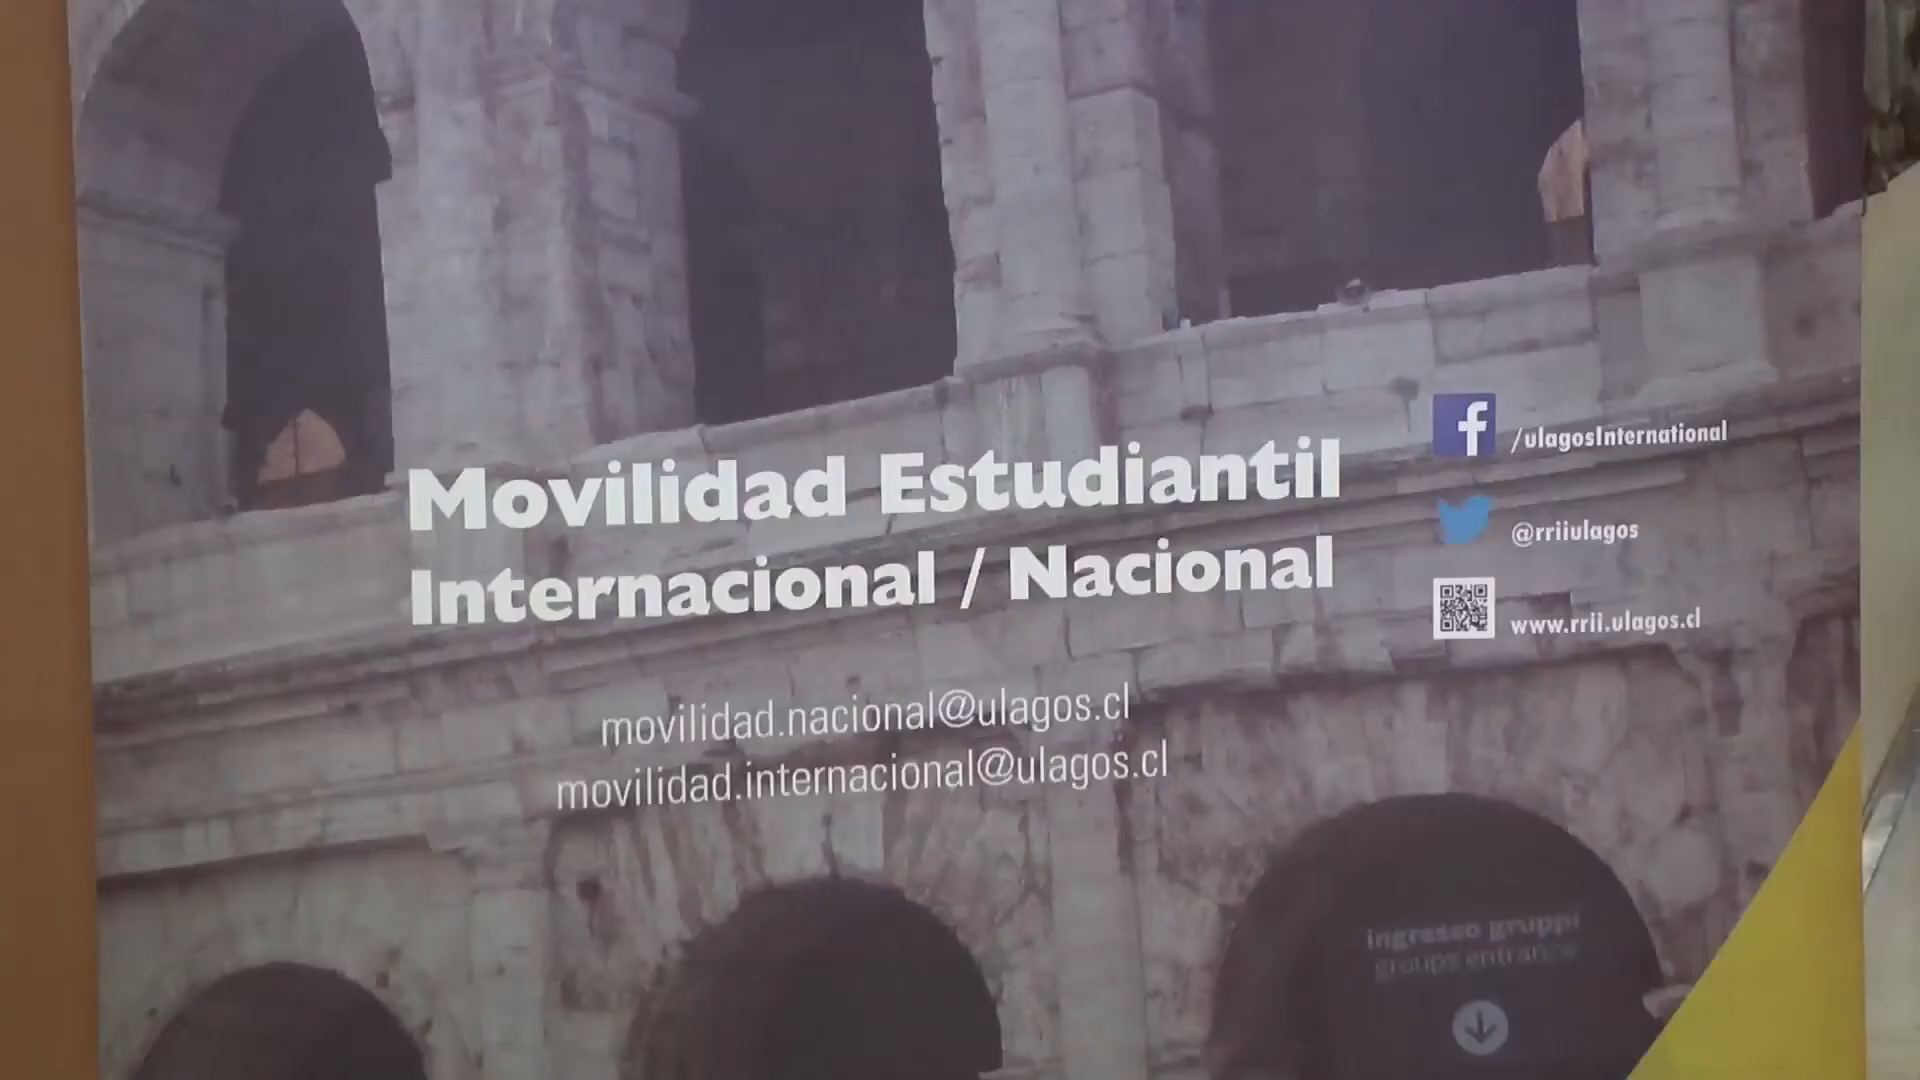 Movilidad Estudiantil
Internacional / Nacional
movilidad.nacional@ulagos.cl
movilidad.internacional@ulagos.cl
/ulagosInternational
@rriiulagos
www.rrii.ulagos.cl
ingresso gruppi
groups entrance